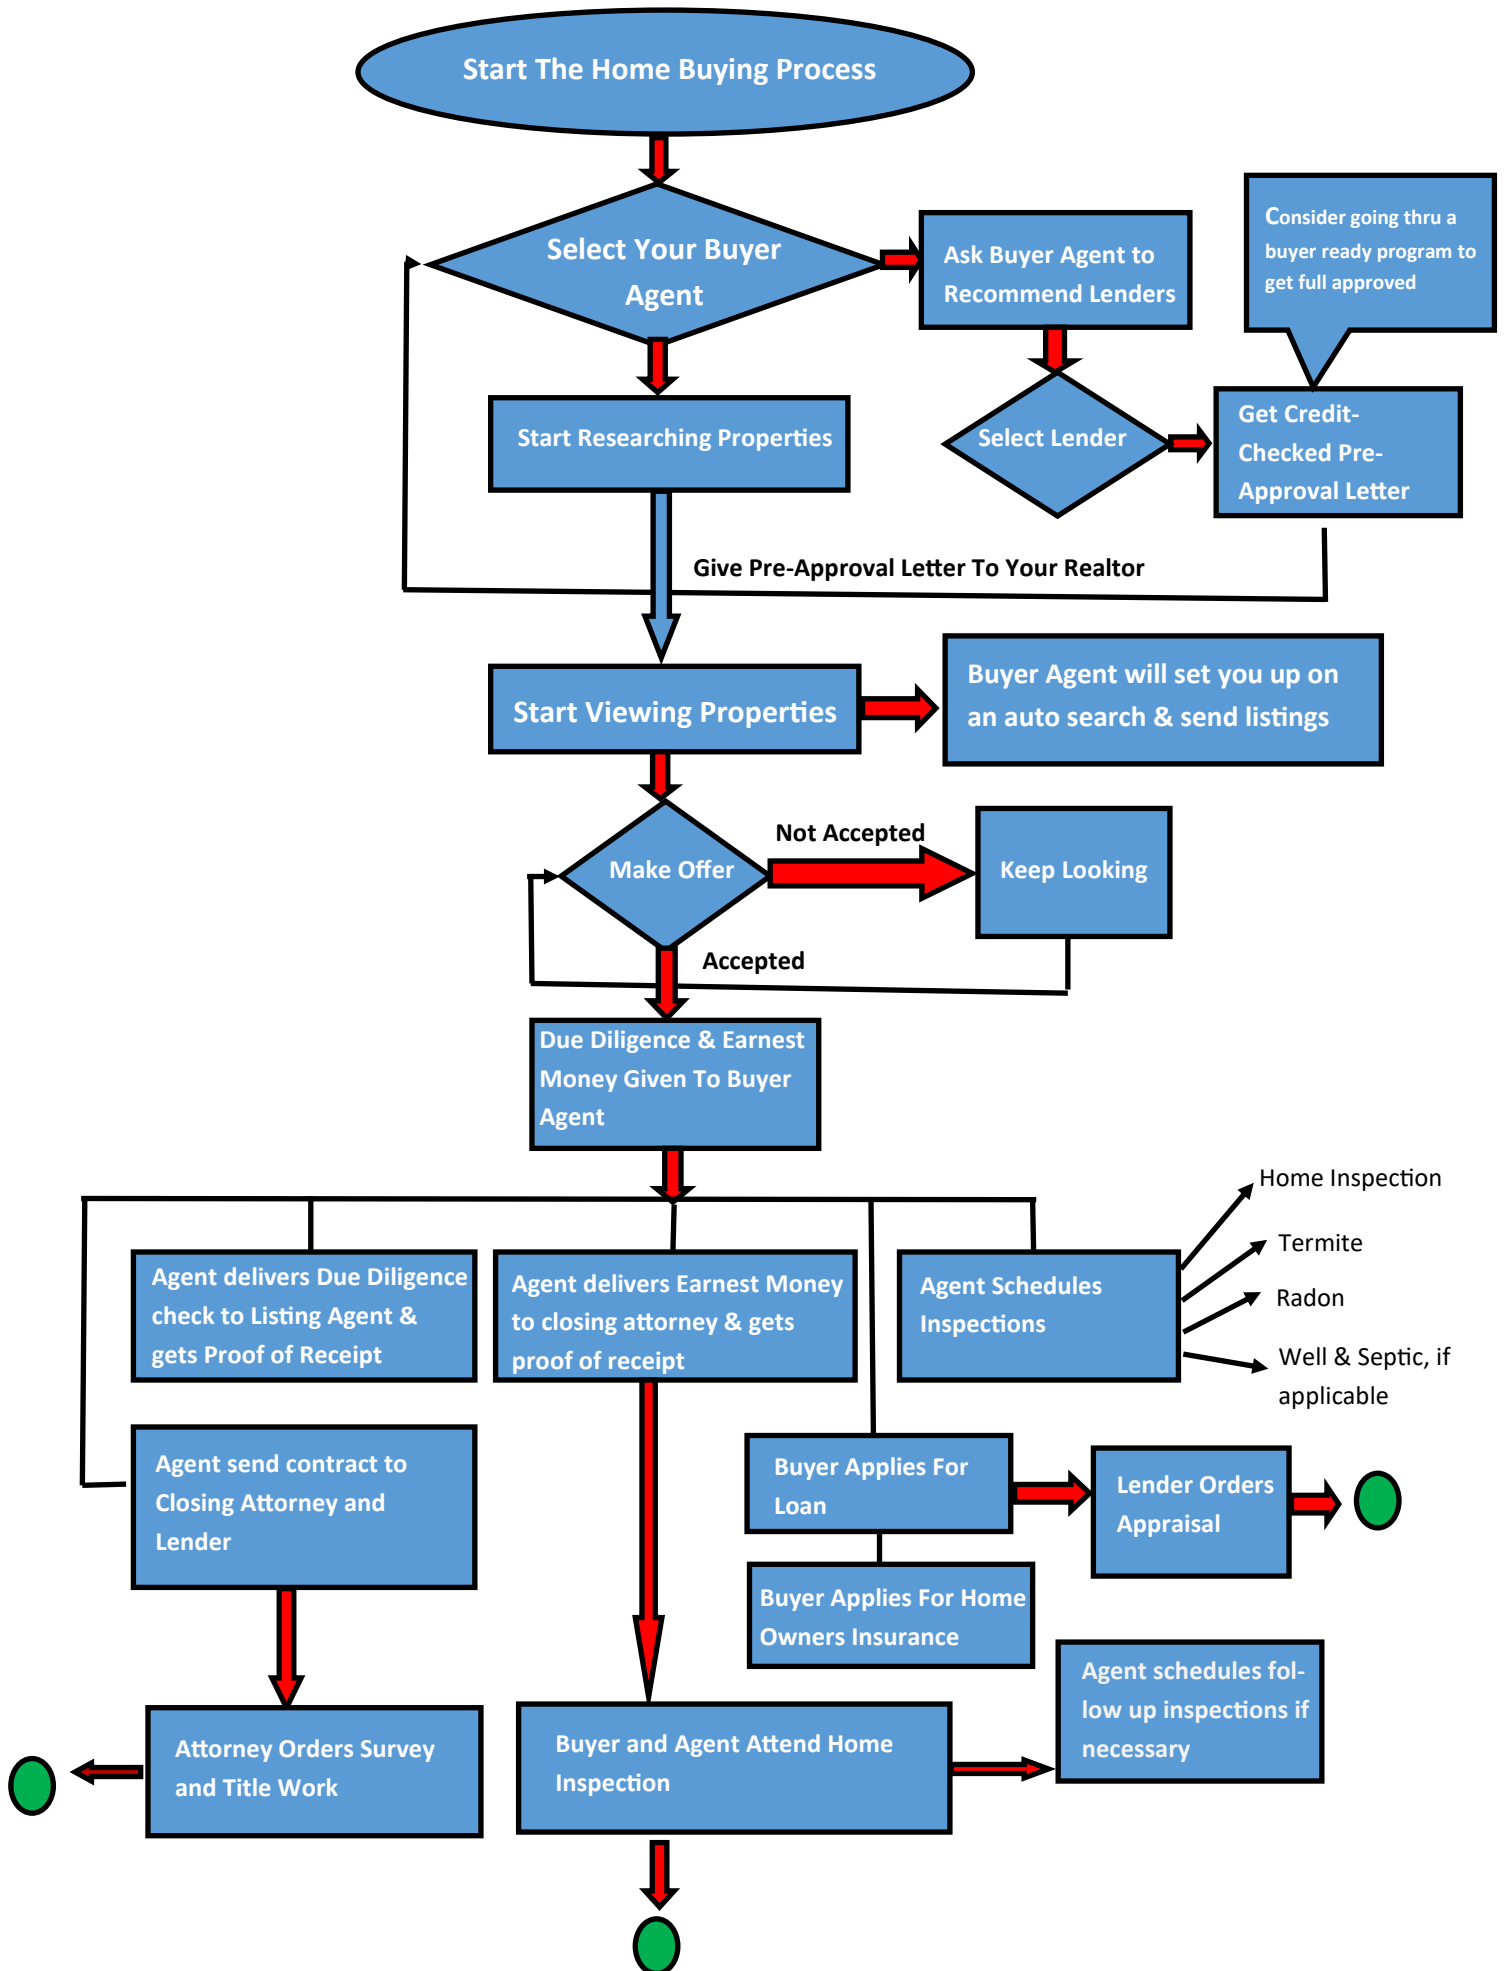 Start The Home Buying Process
Select Your Buyer
Agent
Ask Buyer Agent to
Recommend Lenders
Consider going thru a
buyer ready program to
get full approved
Start Researching Properties
Select Lender
Get Credit-
Checked Pre-
Approval Letter
Give Pre-Approval Letter To Your Realtor
Start Viewing Properties
Buyer Agent will set you up on
an auto search & send listings
Make Offer
Not Accepted
Keep Looking
Accepted
Due Diligence & Earnest
Money Given To Buyer
Agent
Agent delivers Due Diligence
check to Listing Agent &
gets Proof of Receipt
Agent delivers Earnest Money
to closing attorney & gets
proof of receipt
Agent Schedules
Inspections
Home Inspection
Termite
Radon
Well & Septic, if
applicable
Agent send contract to
Closing Attorney and
Lender
Buyer Applies For
Loan
Lender Orders
Appraisal
Buyer Applies For Home
Owners Insurance
Attorney Orders Survey
and Title Work
Buyer and Agent Attend Home
Inspection
Agent schedules fol-
low up inspections if
necessary